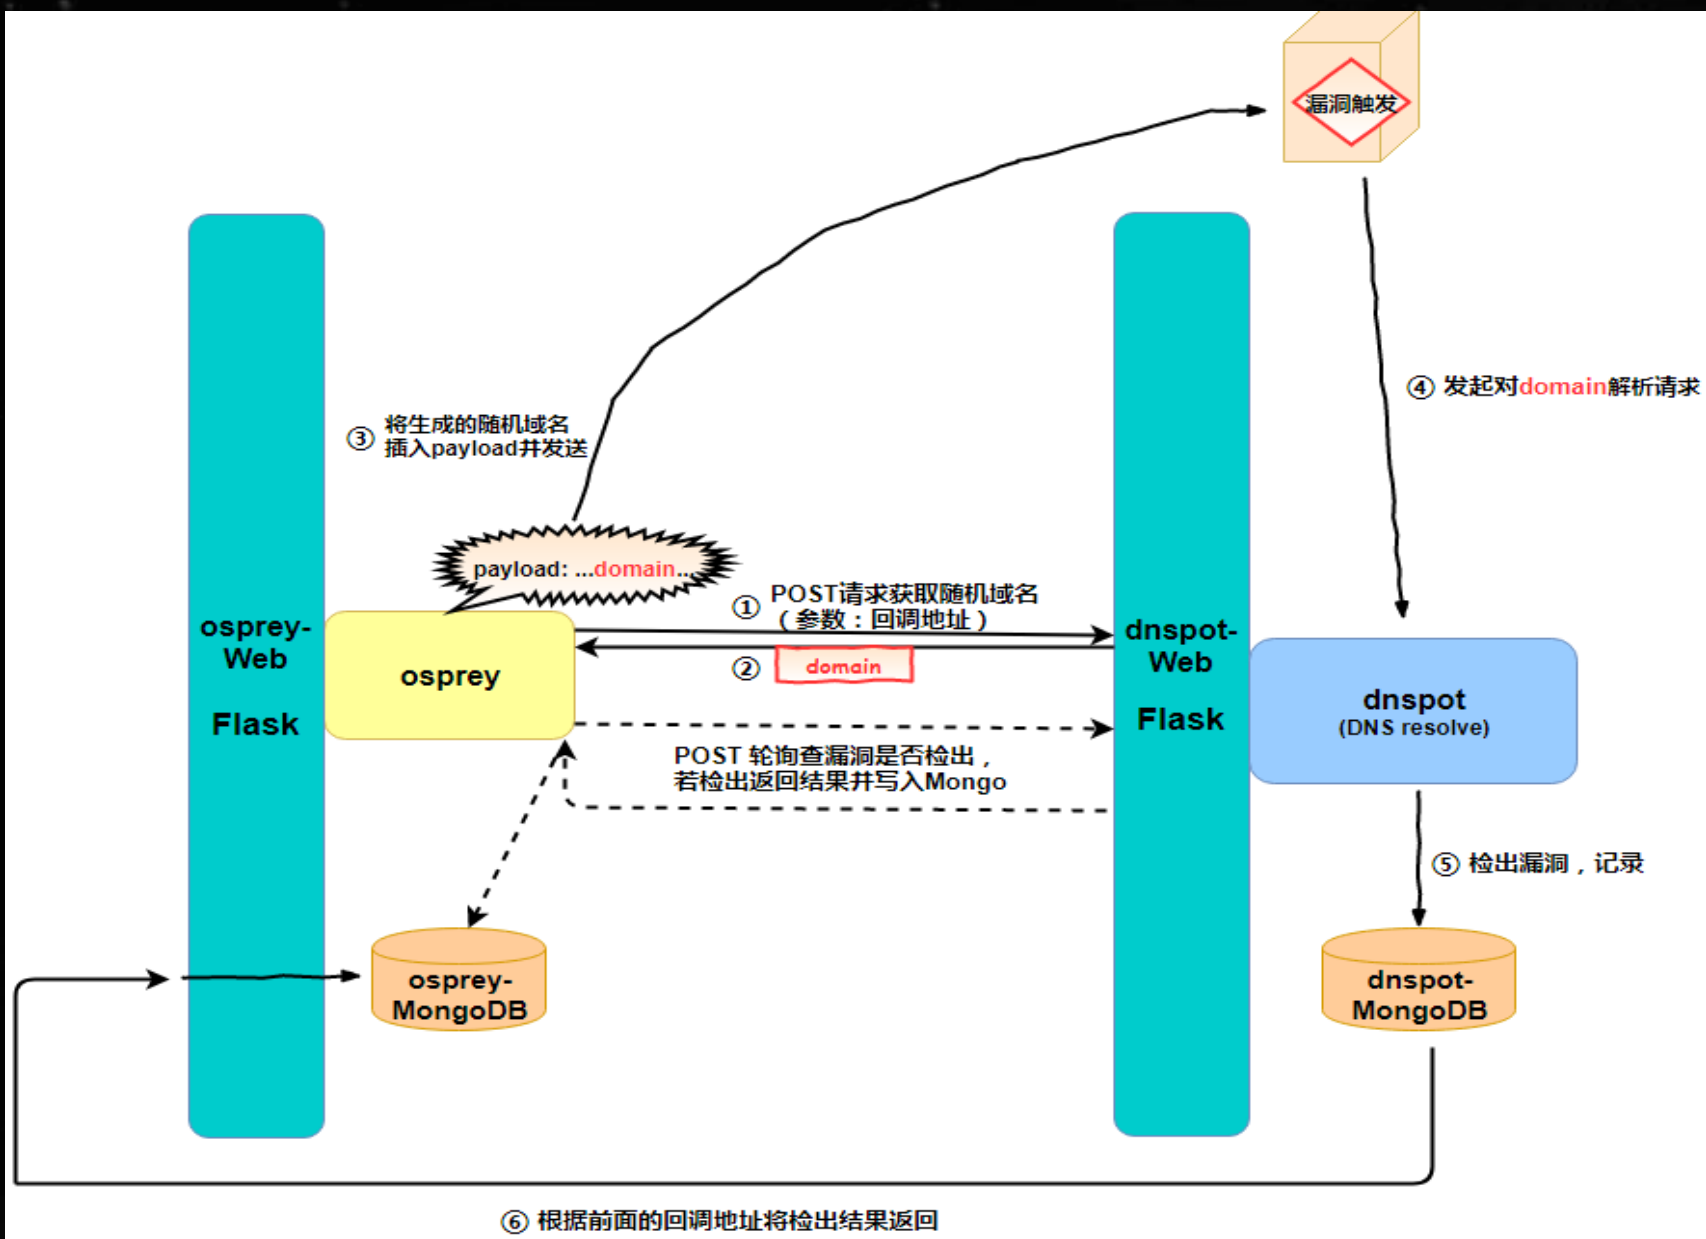 漏洞触发
④ 发起对domain解析请求
③ 将生成的随机域名
插入payload并发送
payload: ...domain...
① POST请求获取随机域名
（参数：回调地址）
② domain
osprey-
Web
Flask
osprey
dnspot-
Web
Flask
dnspot
(DNS resolve)
POST 轮询查漏洞是否检出，
若检出返回结果并写入Mongo
⑤ 检出漏洞，记录
osprey-
MongoDB
dnspot-
MongoDB
⑥ 根据前面的回调地址将检出结果返回